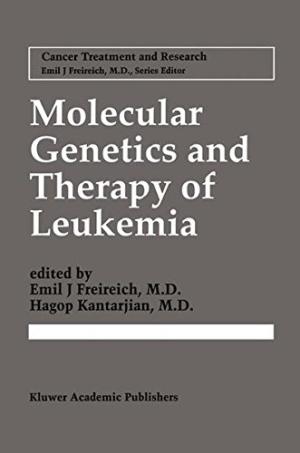 Cancer Treatment and Research
Emil J Freireich, M.D., Series Editor
Molecular
Genetics and
Therapy of
Leukemia
edited by
Emil J Freireich, M.D.
Hagop Kantarjian, M.D.
Kluwer Academic Publishers